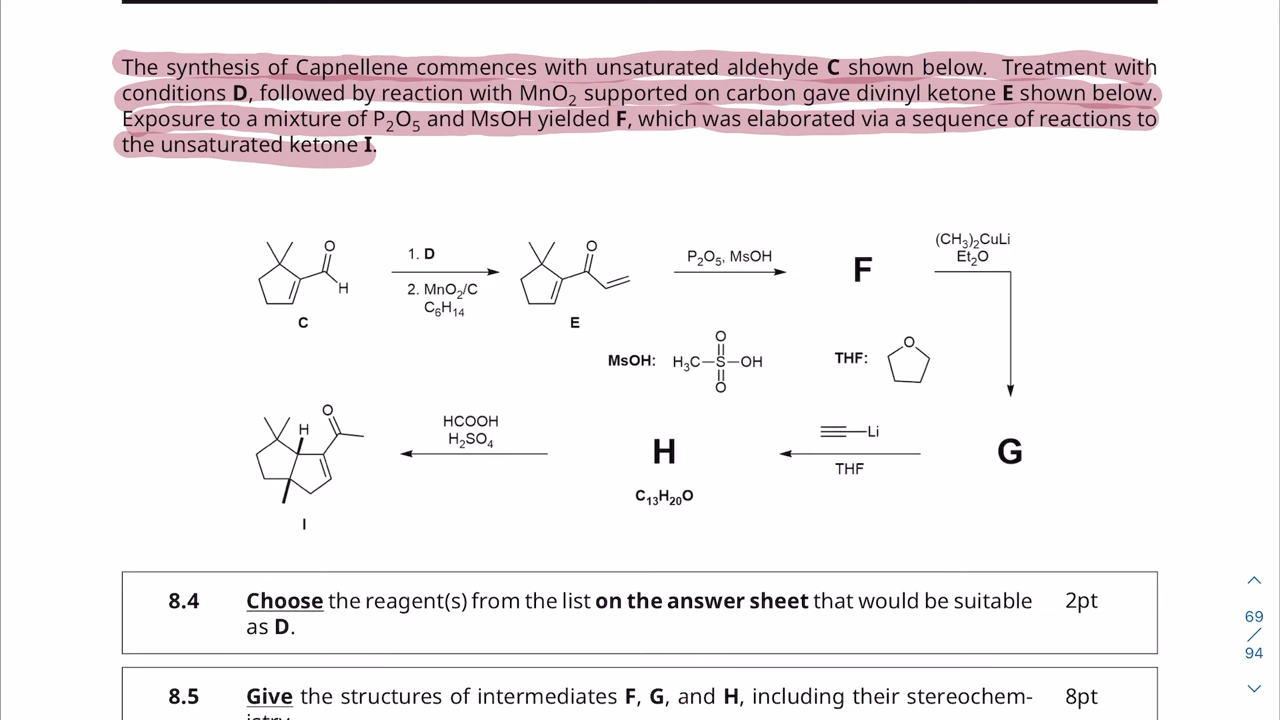 The synthesis of Capnellene commences with unsaturated aldehyde C shown below. Treatment with
conditions D, followed by reaction with MnO₂ supported on carbon gave divinyl ketone E shown below.
Exposure to a mixture of P₂O₅ and MsOH yielded F, which was elaborated via a sequence of reactions to
the unsaturated ketone I.
O
H
C
1. D
2. MnO₂/C
C₆H₁₄
O
E
P₂O₅, MsOH
F
(CH₃)₂CuLi
Et₂O
MsOH: H₃C–S–OH
O
O
THF:
O
O
H
I
HCOOH
H₂SO₄
H
C₁₃H₂₀O
Li
THF
G
8.4 Choose the reagent(s) from the list on the answer sheet that would be suitable 2pt
as D.
8.5 Give the structures of intermediates F, G, and H, including their stereochem- 8pt
istry.
69
/
94